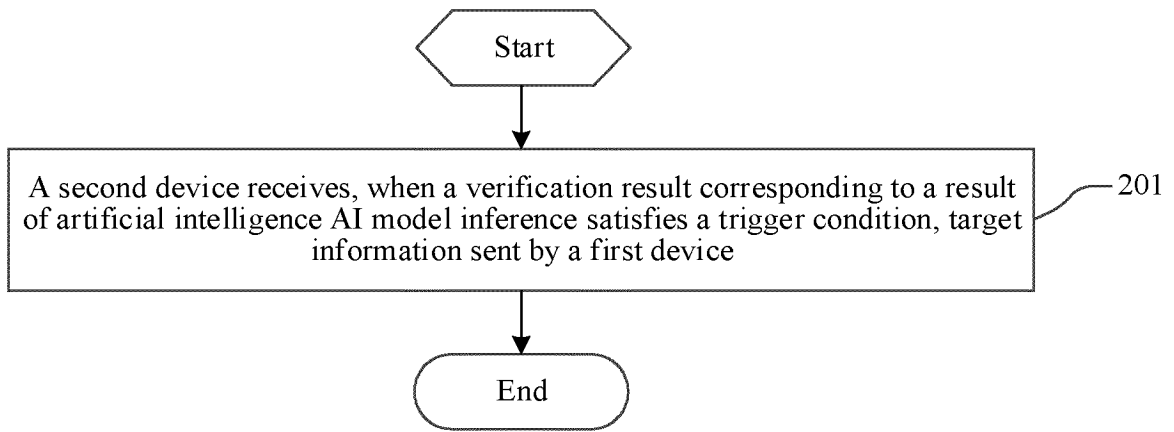 Start
A second device receives, when a verification result corresponding to a result
of artificial intelligence AI model inference satisfies a trigger condition, target
information sent by a first device
201
End